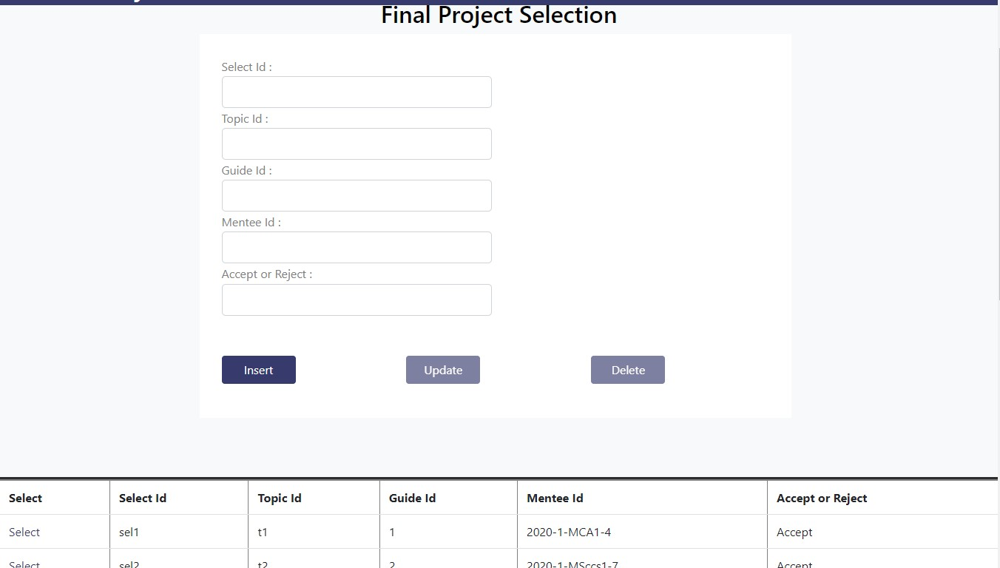 Final Project Selection
Select Id :
Topic Id :
Guide Id :
Mentee Id :
Accept or Reject :
Insert Update Delete
Select Select Id Topic Id Guide Id Mentee Id Accept or Reject
Select sel1 t1 1 2020-1-MCA1-4 Accept
Select sel2 t2 2 2020-1-MSccs1-7 Accept